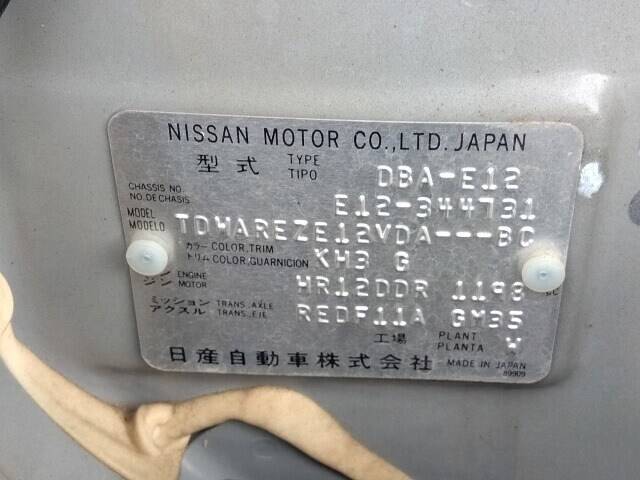 NISSAN MOTOR CO.,LTD. JAPAN
型式 TYPE TIPO DBA-E12
CHASSIS NO. NO. DE CHASIS E12-344731
MODEL MODELO TDMAREZE12VDA---BC
カラー COLOR, TRIM トリム COLOR, GUARNICION KH3 G
ジン ENGINE MOTOR HR12DDR 1198 CC
ミッション TRANS. AXLE アクスル TRANS., EJE REDF11A GM35
工場 PLANT PLANTA W
日産自動車株式会社 MADE IN JAPAN
89909